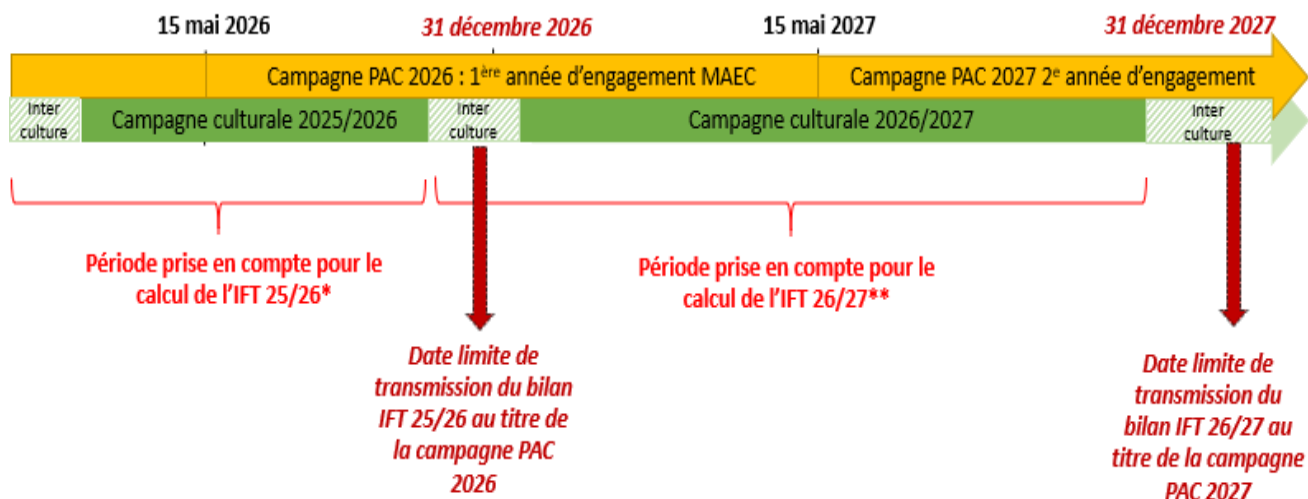 15 mai 2026
31 décembre 2026
15 mai 2027
31 décembre 2027
Campagne PAC 2026 : 1ère année d’engagement MAEC
Campagne PAC 2027 2e année d’engagement
Inter
culture
Campagne culturale 2025/2026
Inter
culture
Campagne culturale 2026/2027
Inter
culture
Période prise en compte pour le
calcul de l’IFT 25/26*
Période prise en compte pour le
calcul de l’IFT 26/27**
Date limite de
transmission du bilan
IFT 25/26 au titre de
la campagne PAC
2026
Date limite de
transmission du
bilan IFT 26/27 au
titre de la campagne
PAC 2027